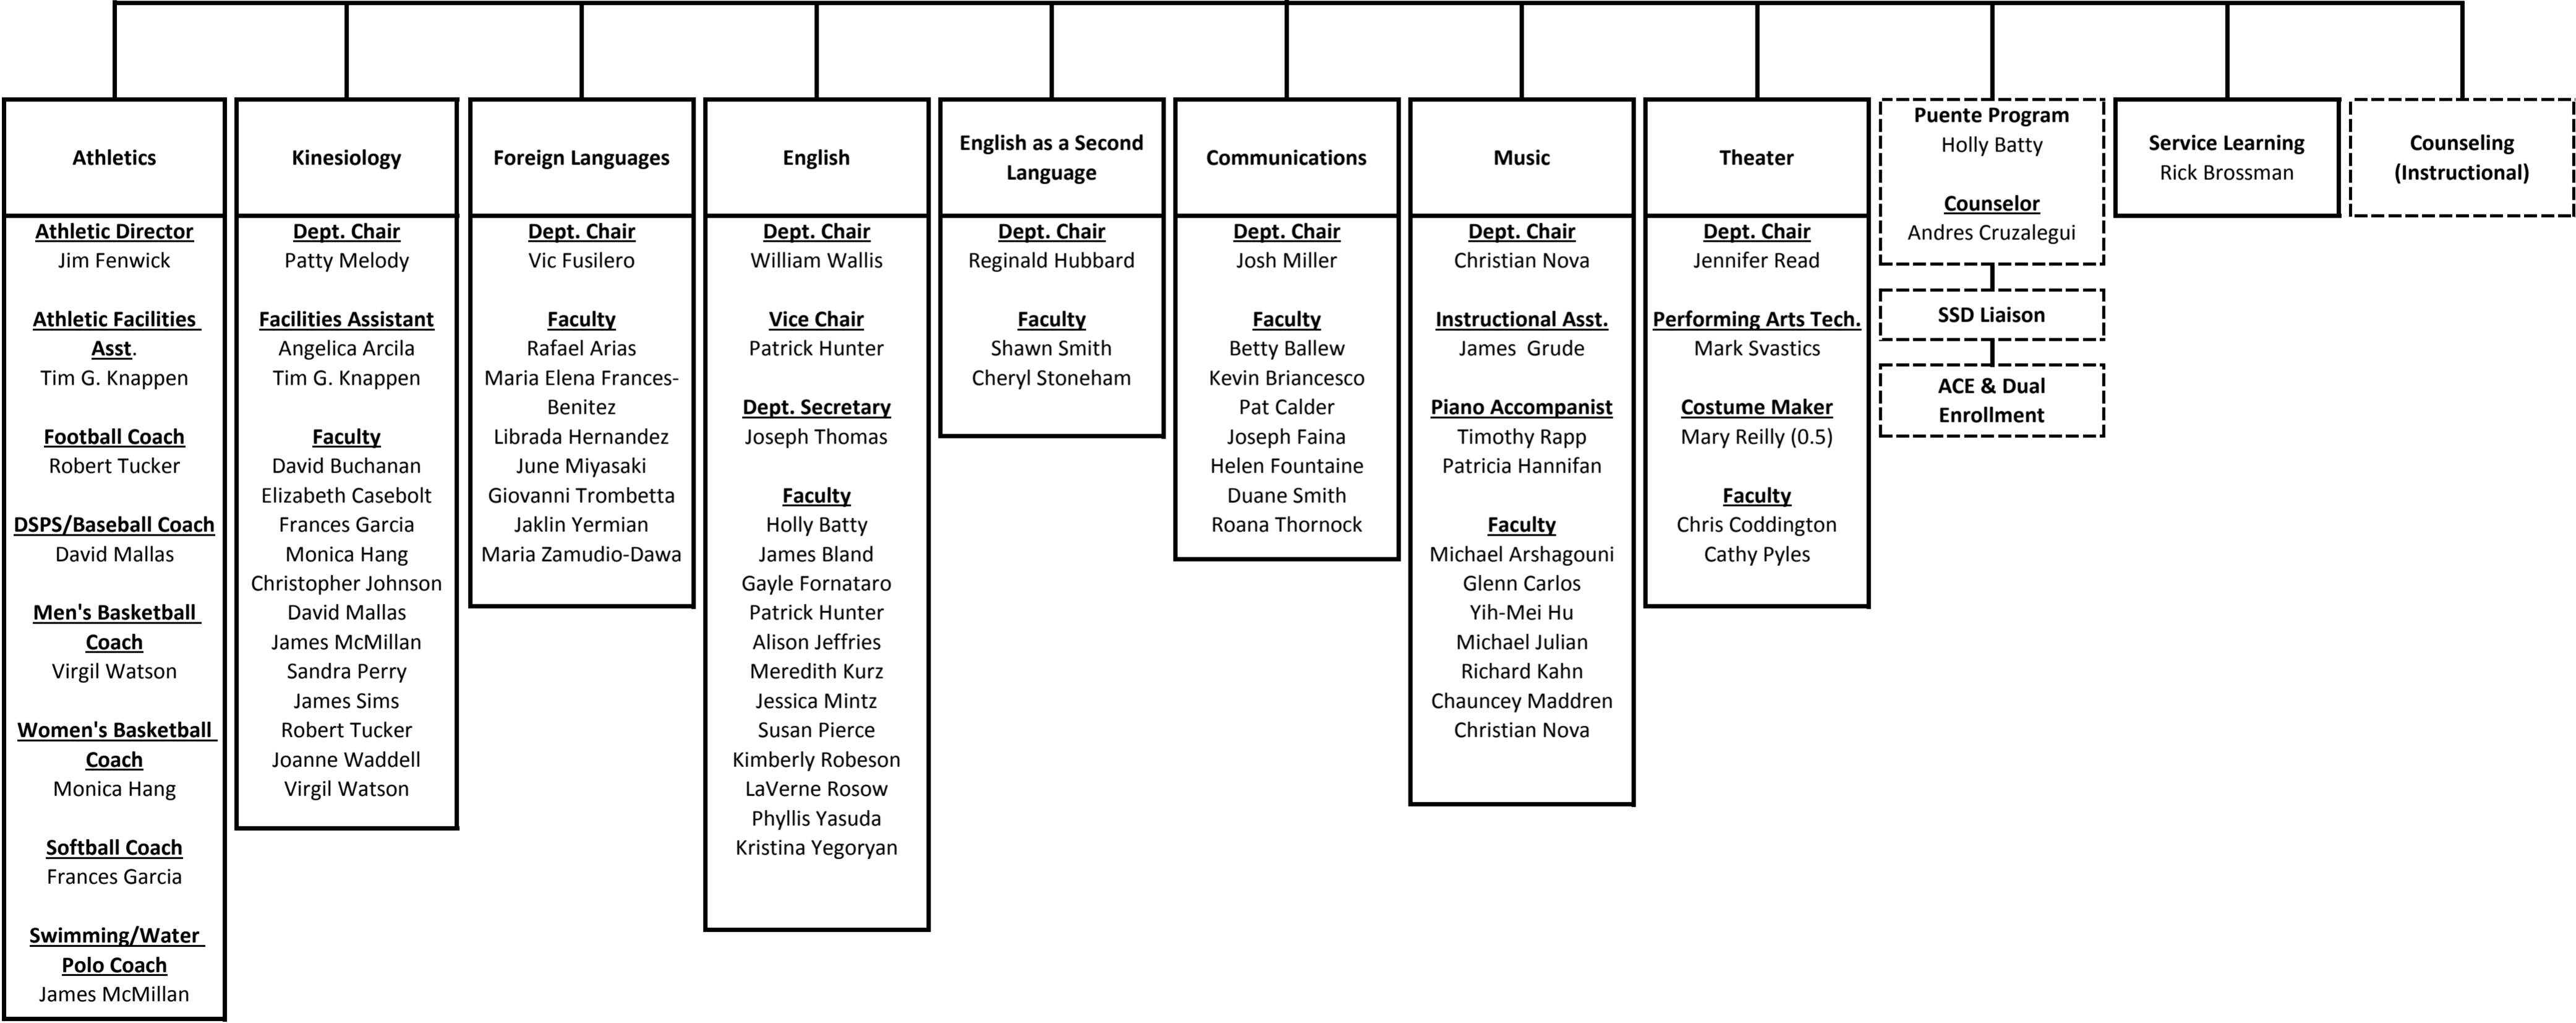 Athletics
Athletic Director
Jim Fenwick
Athletic Facilities
Asst.
Tim G. Knappen
Football Coach
Robert Tucker
DSPS/Baseball Coach
David Mallas
Men's Basketball
Coach
Virgil Watson
Women's Basketball
Coach
Monica Hang
Softball Coach
Frances Garcia
Swimming/Water
Polo Coach
James McMillan
Kinesiology
Dept. Chair
Patty Melody
Facilities Assistant
Angelica Arcila
Tim G. Knappen
Faculty
David Buchanan
Elizabeth Casebolt
Frances Garcia
Monica Hang
Christopher Johnson
David Mallas
James McMillan
Sandra Perry
James Sims
Robert Tucker
Joanne Waddell
Virgil Watson
Foreign Languages
Dept. Chair
Vic Fusilero
Faculty
Rafael Arias
Maria Elena Frances-
Benitez
Librada Hernandez
June Miyasaki
Giovanni Trombetta
Jaklin Yermian
Maria Zamudio-Dawa
English
Dept. Chair
William Wallis
Vice Chair
Patrick Hunter
Dept. Secretary
Joseph Thomas
Faculty
Holly Batty
James Bland
Gayle Fornataro
Patrick Hunter
Alison Jeffries
Meredith Kurz
Jessica Mintz
Susan Pierce
Kimberly Robeson
LaVerne Rosow
Phyllis Yasuda
Kristina Yegoryan
English as a Second
Language
Dept. Chair
Reginald Hubbard
Faculty
Shawn Smith
Cheryl Stoneham
Communications
Dept. Chair
Josh Miller
Faculty
Betty Ballew
Kevin Briancesco
Pat Calder
Joseph Faina
Helen Fountaine
Duane Smith
Roana Thornock
Music
Dept. Chair
Christian Nova
Instructional Asst.
James Grude
Piano Accompanist
Timothy Rapp
Patricia Hannifan
Faculty
Michael Arshagouni
Glenn Carlos
Yih-Mei Hu
Michael Julian
Richard Kahn
Chauncey Maddren
Christian Nova
Theater
Dept. Chair
Jennifer Read
Performing Arts Tech.
Mark Svastics
Costume Maker
Mary Reilly (0.5)
Faculty
Chris Coddington
Cathy Pyles
Puente Program
Holly Batty
Counselor
Andres Cruzalegui
SSD Liaison
ACE & Dual
Enrollment
Service Learning
Rick Brossman
Counseling
(Instructional)